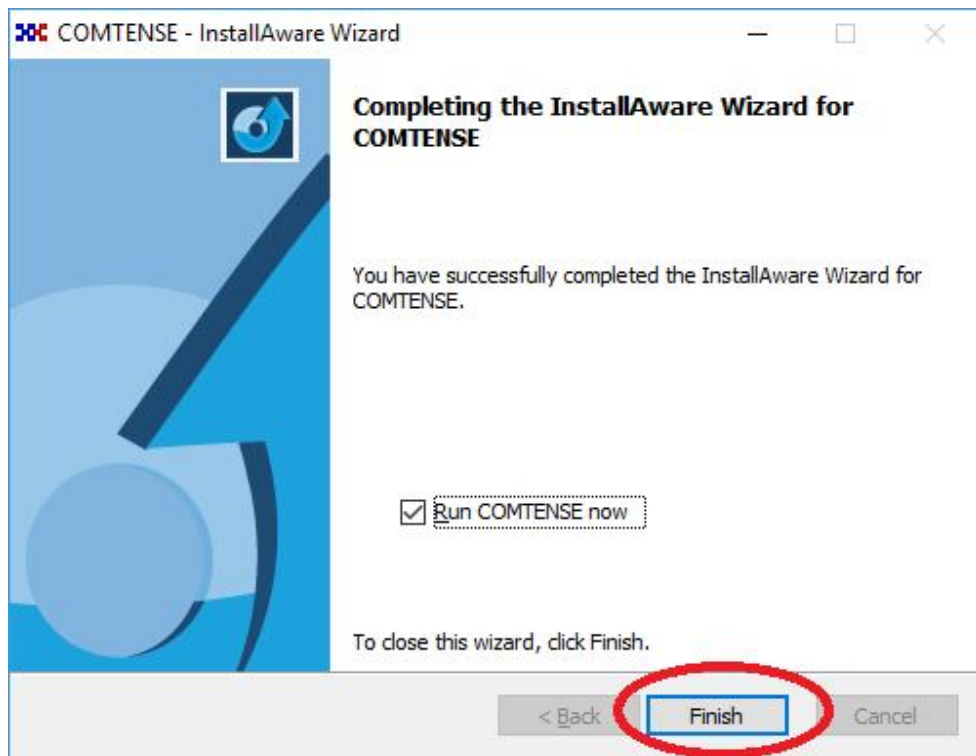 COMTENSE - InstallAware Wizard
Completing the InstallAware Wizard for
COMTENSE
You have successfully completed the InstallAware Wizard for
COMTENSE.
Run COMTENSE now
To close this wizard, click Finish.
< Back
Finish
Cancel